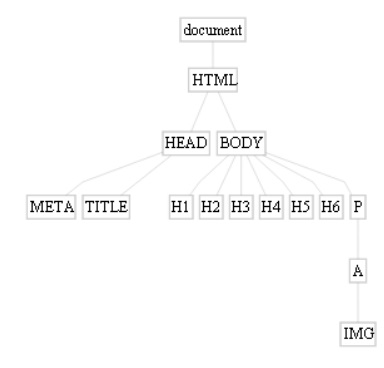 document
HTML
HEAD BODY
META TITLE H1 H2 H3 H4 H5 H6 P
A
IMG